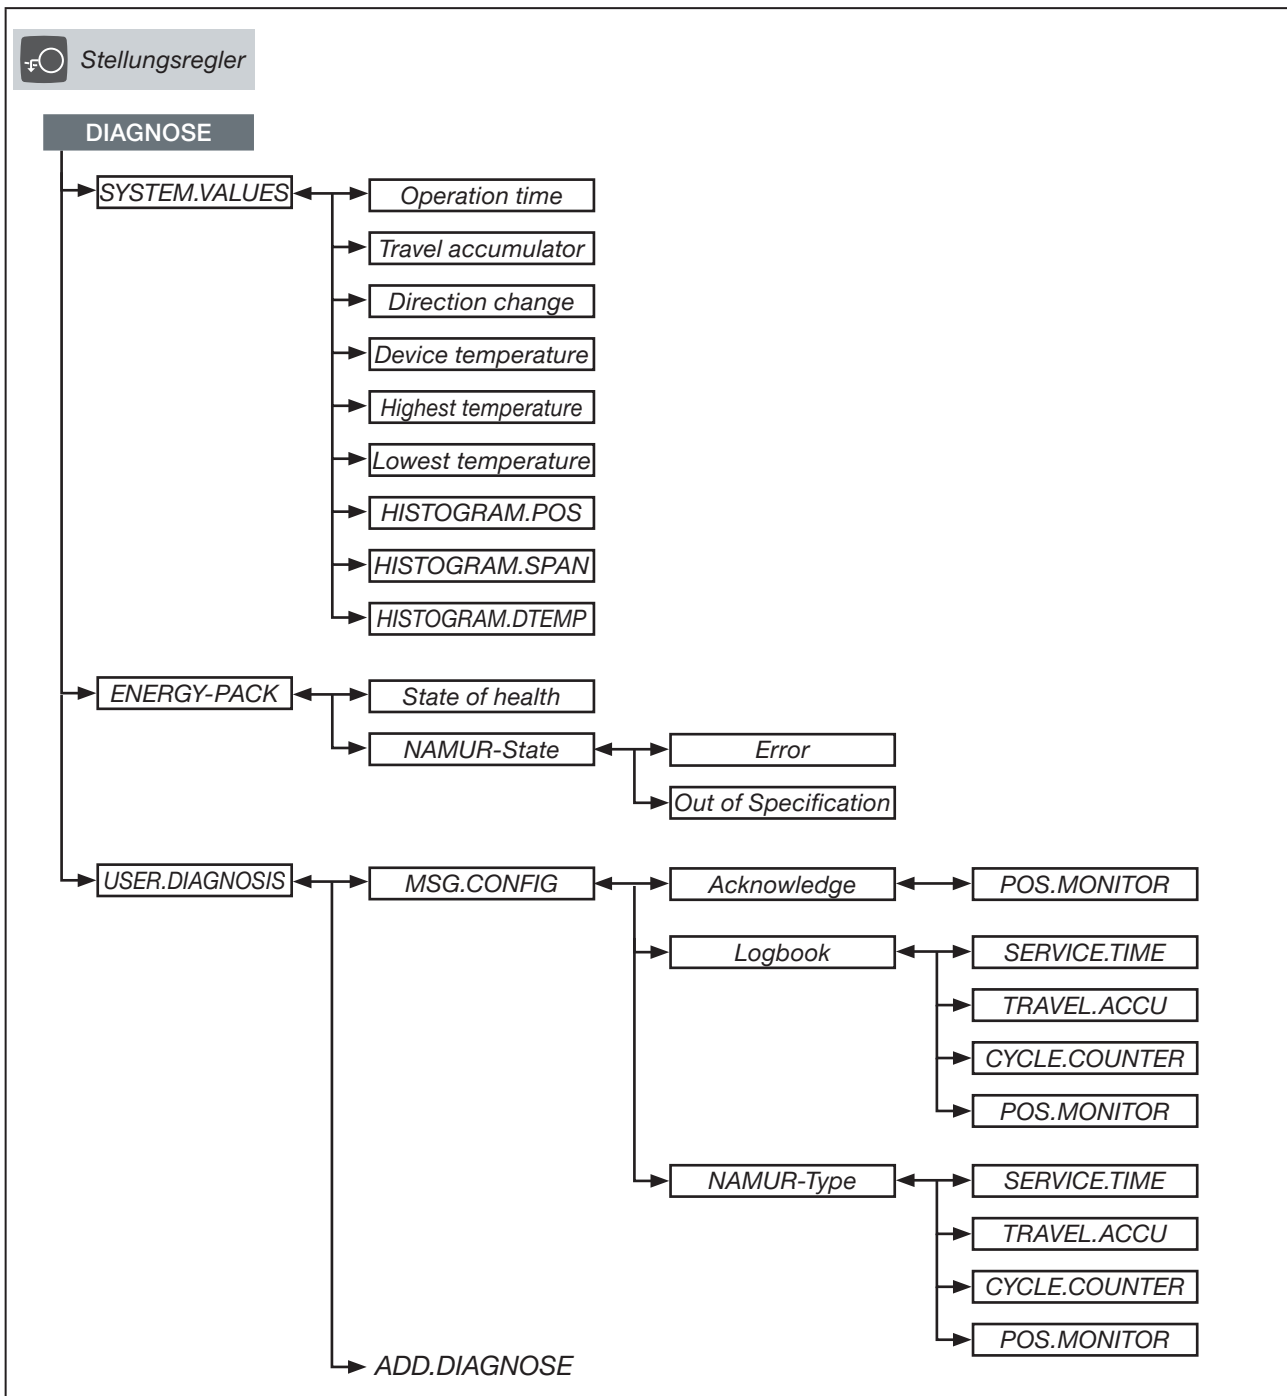 Stellungsregler
DIAGNOSE
SYSTEM.VALUES
Operation time
Travel accumulator
Direction change
Device temperature
Highest temperature
Lowest temperature
HISTOGRAM.POS
HISTOGRAM.SPAN
HISTOGRAM.DTEMP
ENERGY-PACK
State of health
NAMUR-State
Error
Out of Specification
USER.DIAGNOSIS
MSG.CONFIG
Acknowledge
POS.MONITOR
Logbook
SERVICE.TIME
TRAVEL.ACCU
CYCLE.COUNTER
POS.MONITOR
NAMUR-Type
SERVICE.TIME
TRAVEL.ACCU
CYCLE.COUNTER
POS.MONITOR
ADD.DIAGNOSE